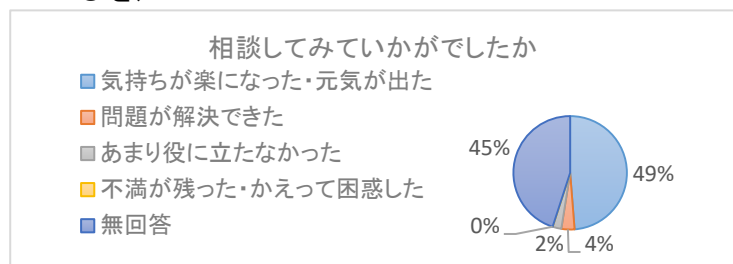 相談してみていかがでしたか
気持ちが楽になった・元気が出た
問題が解決できた
あまり役に立たなかった
不満が残った・かえって困惑した
無回答
45%
49%
0%
2%
4%